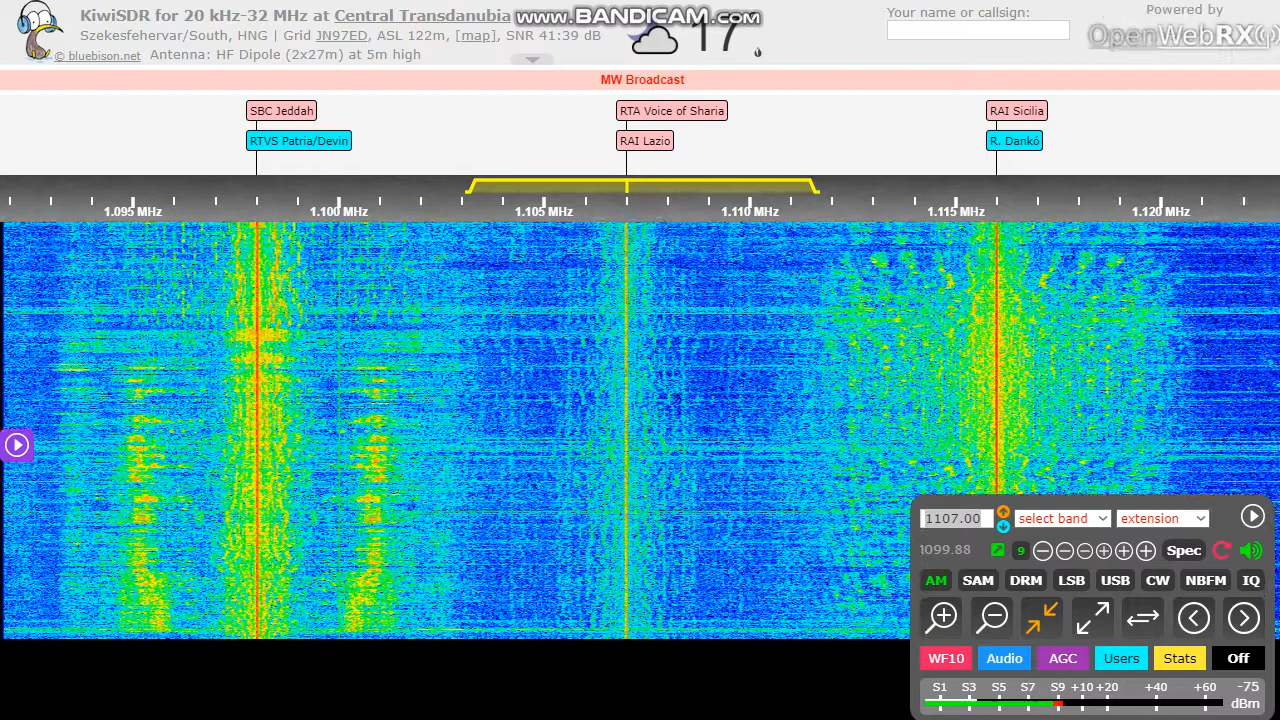 KiwiSDR for 20 kHz-32 MHz at Central Transdanubia
www.BANDICAM.com
17
Your name or callsign:
Powered by
OpenWebRX
Szekesfehervar/South, HNG | Grid JN97ED, ASL 122m, [map], SNR 41:39 dB
© bluebison.net Antenna: HF Dipole (2x27m) at 5m high
MW Broadcast
SBC Jeddah
RTA Voice of Sharia
RAI Sicilia
RTVS Patria/Devin
RAI Lazio
R. Dankó
1.095 MHz 1.100 MHz 1.105 MHz 1.110 MHz 1.115 MHz 1.120 MHz
1107.00 select band extension
1099.88 9 Spec
AM SAM DRM LSB USB CW NBFM IQ
WF10 Audio AGC Users Stats Off
S1 S3 S5 S7 S9 +10 +20 +40 +60 -75
dBm